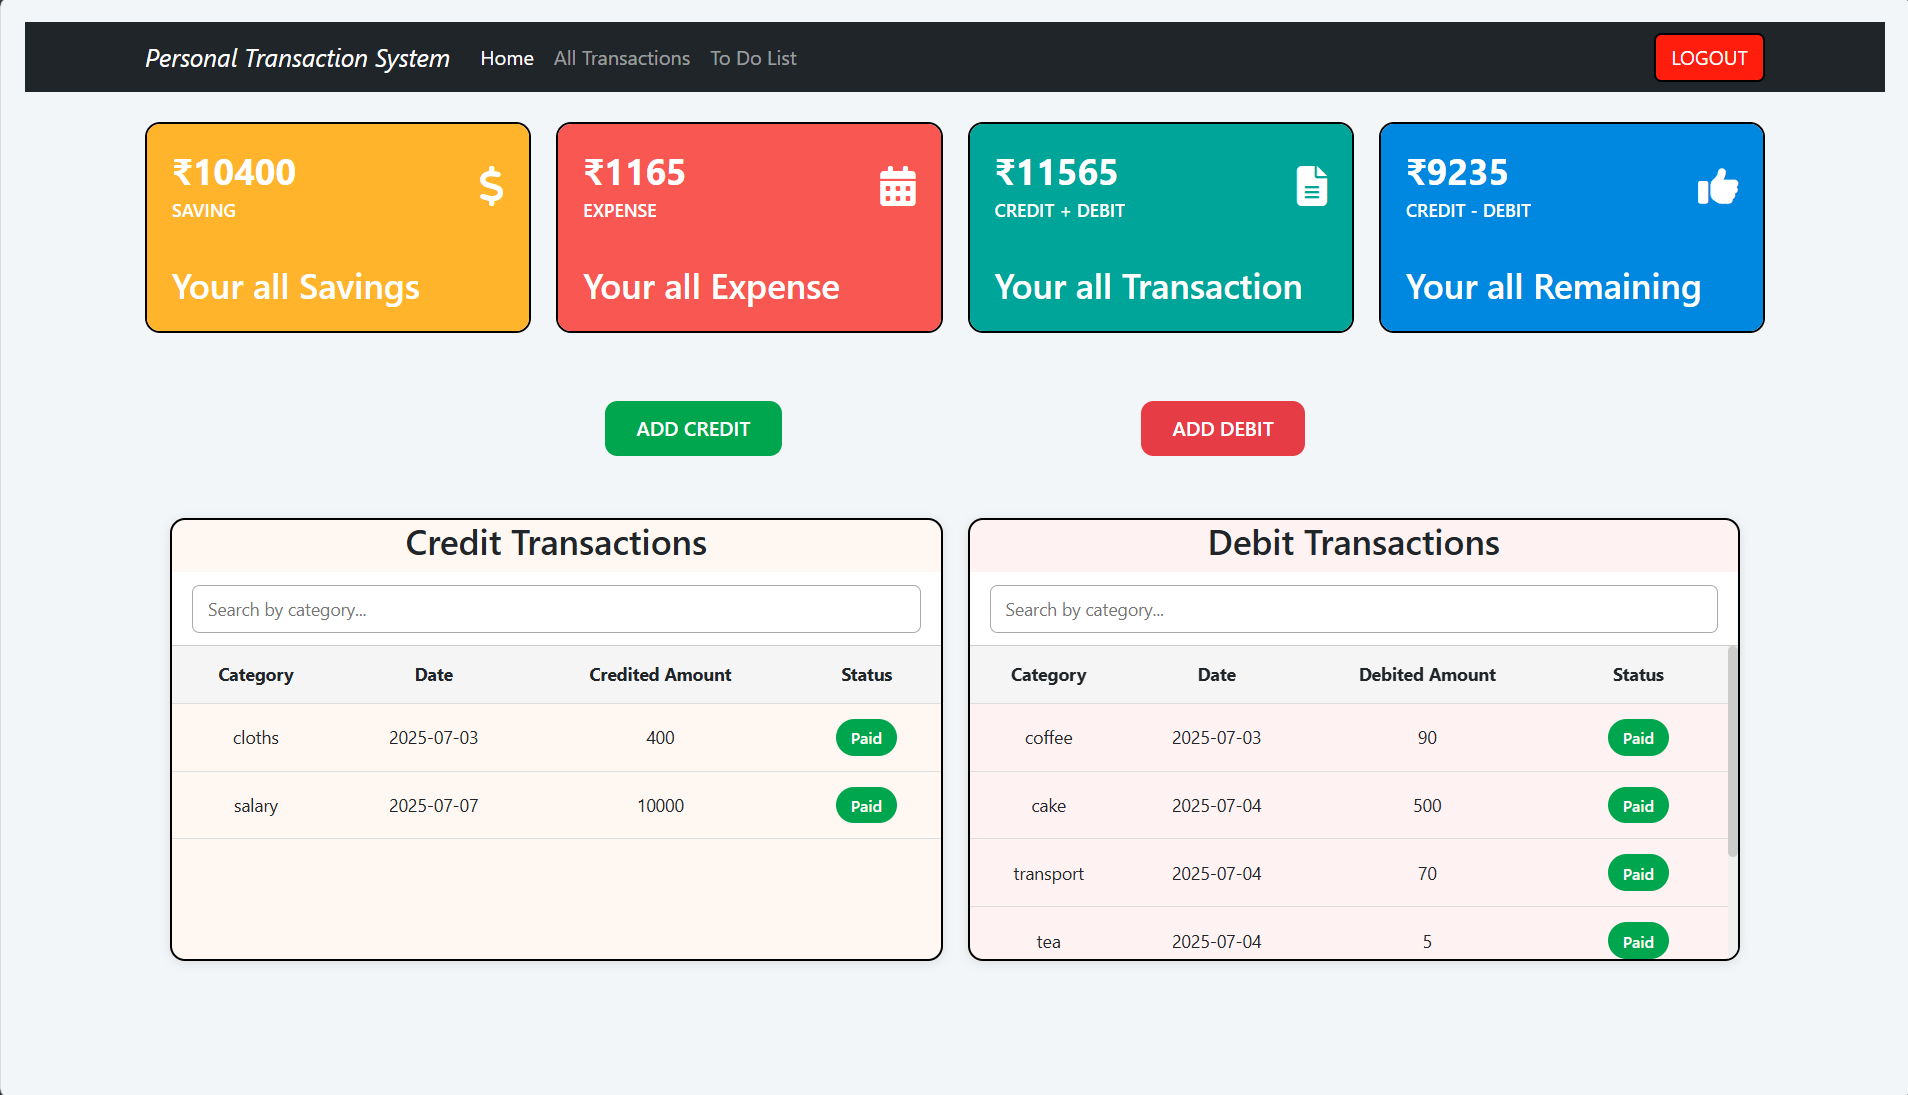 Personal Transaction System Home All Transactions To Do List LOGOUT
₹10400
SAVING
Your all Savings
₹1165
EXPENSE
Your all Expense
₹11565
CREDIT + DEBIT
Your all Transaction
₹9235
CREDIT - DEBIT
Your all Remaining
ADD CREDIT
ADD DEBIT
Credit Transactions
Search by category...
Category Date Credited Amount Status
cloths 2025-07-03 400 Paid
salary 2025-07-07 10000 Paid
Debit Transactions
Search by category...
Category Date Debited Amount Status
coffee 2025-07-03 90 Paid
cake 2025-07-04 500 Paid
transport 2025-07-04 70 Paid
tea 2025-07-04 5 Paid